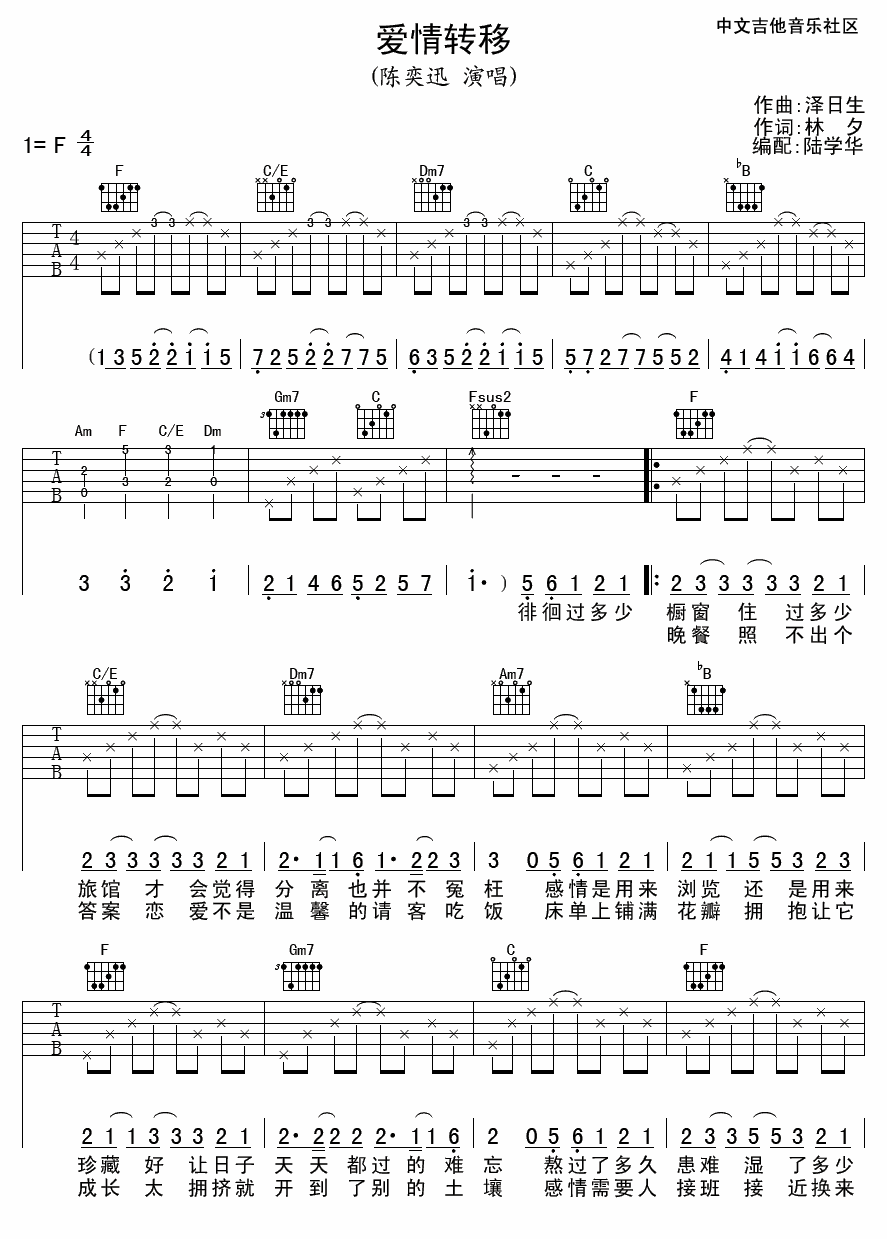 中文吉他音乐社区
爱情转移
(陈奕迅 演唱)
作曲:泽日生
作词:林 夕
编配:陆学华
1= F 4/4
F C/E Dm7 C ♭B
T A B 4 4 3 3 3 3 3 3
(1 3 5 2 2 1 1 5 7 2 5 2 2 7 7 5 6 3 5 2 2 1 1 5 5 7 2 7 7 5 5 2 4 1 4 1 1 6 6 4
Gm7 C Fsus2 F
Am F C/E Dm
T A B 2 0 5 3 3 2 1 0
3 3 2 1 2 1 4 6 5 2 5 7 1· ) 5 6 1 2 1 2 3 3 3 3 3 2 1
徘徊过多少 橱窗 住 过多少
晚餐 照 不出个
C/E Dm7 Am7 ♭B
T A B
2 3 3 3 3 3 2 1 2· 1 1 6 1· 2 2 3 3 0 5 6 1 2 1 2 1 1 5 5 3 2 3
旅馆 才 会觉得 分 离也并 不 冤 枉 感情是用来 浏览 还 是用来
答案 恋 爱不是 温 馨的请 客 吃 饭 床单上铺满 花瓣 拥 抱让它
F Gm7 C F
T A B
2 1 1 3 3 3 2 1 2· 2 2 2 2· 1 1 6 2 0 5 6 1 2 1 2 3 3 5 5 3 2 1
珍藏 好 让日子 天 天都过 的 难 忘 熬过了多久 患难 湿 了多少
成长 太 拥挤就 开 到了别 的 土 壤 感情需要人 接班 接 近换来